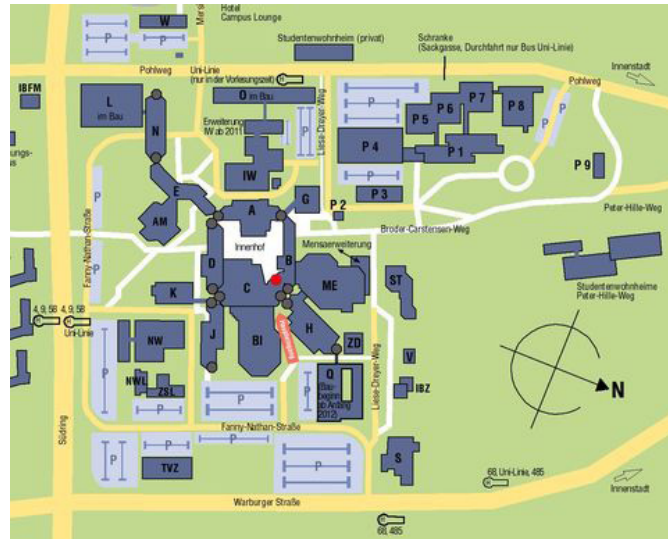 Hotel
Campus Lounge
W
P
P
Studentenwohnheim (privat)
Schranke
(Sackgasse, Durchfahrt nur Bus Uni-Linie)
Innenstadt
Pohlweg
Uni-Linie
(nur in der Vorlesungszeit)
H
Pohlweg
IBFM
L
im Bau
N
O im Bau
Erweiterung
IW ab 2011
IW
P
Liese-Dreyer-Weg
P
P 7
P 6
P 5
P 8
P 4
P 1
P
P
P 3
P 2
P 9
P
P
E
AM
A
G
Peter-Hille-Weg
Broder-Carstensen-Weg
Innenhof
Mensaerweiterung
Fanny-Nathan-Straße
P
D
B
C
ME
K
ST
Studentenwohnheime
Peter-Hille-Weg
4, 9, 58
4, 9, 58
H
H
Uni-Linie
J
BI
H
NW
P
ZD
V
N
NWL
ZSL
P
P
P
Q
(Bau-
beginn
ab Anfang
2012)
IBZ
Liese-Dreyer-Weg
Südring
Fanny-Nathan-Straße
P
P
P
P
TVZ
S
68, Uni-Linie, 485
H
Innenstadt
Warburger Straße
H
68, 485